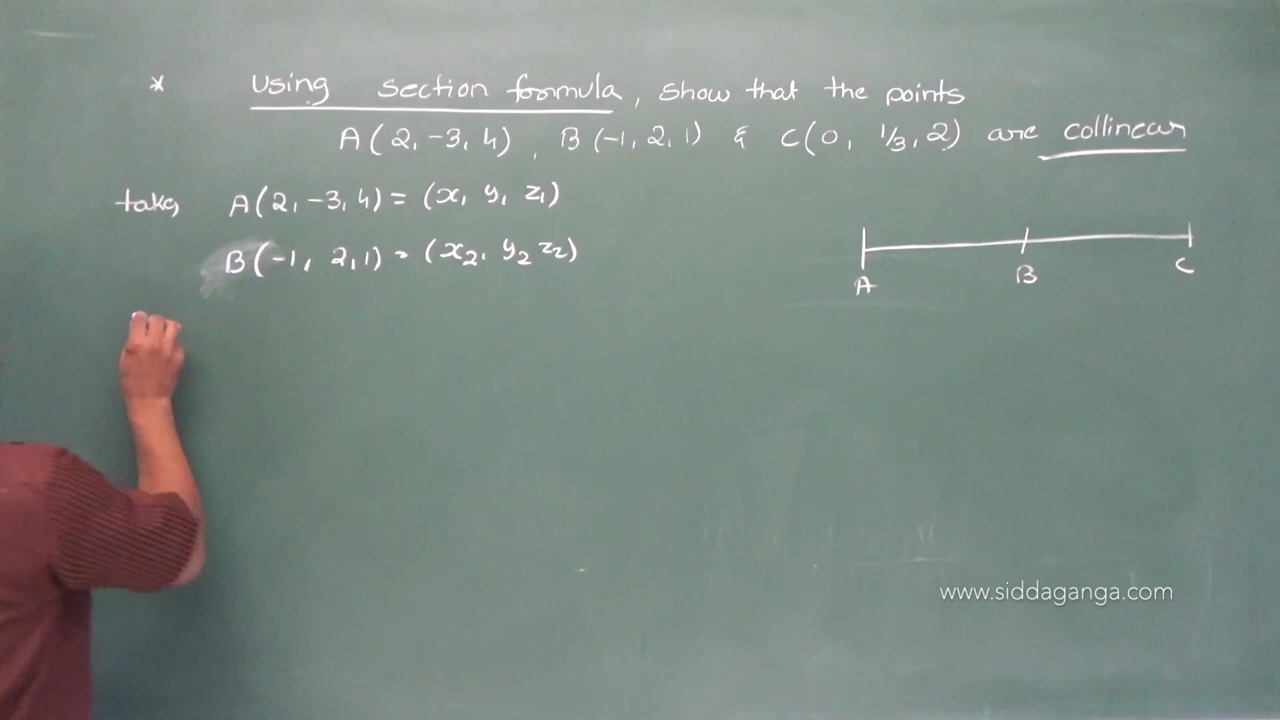 * Using section formula, show that the points
A(2, -3, 4), B(-1, 2, 1) & C(0, 1/3, 2) are collinear
take, A(2, -3, 4) = (x₁ y₁ z₁)
B(-1, 2, 1) = (x₂, y₂ z₂)
A B C
www.siddaganga.com